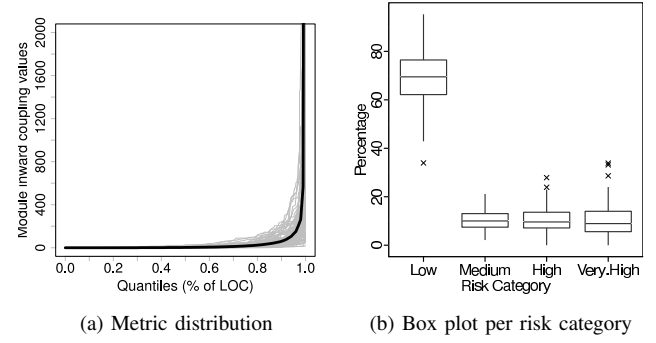 Module inward coupling values
2000
1600
1200
800
400
0
0.0 0.2 0.4 0.6 0.8 1.0
Quantiles (% of LOC)
(a) Metric distribution
Percentage
80
60
40
20
0
Low Medium High Very.High
Risk Category
(b) Box plot per risk category